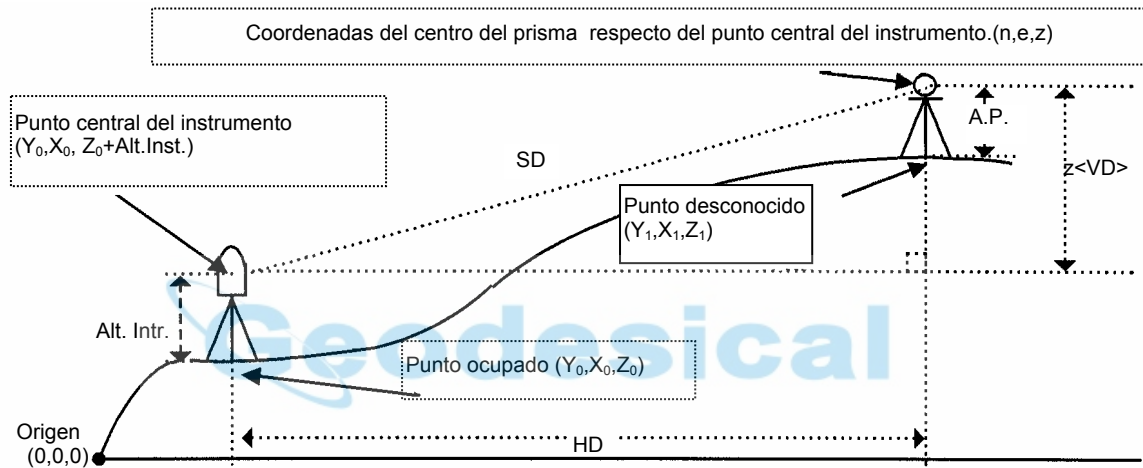 Coordenadas del centro del prisma respecto del punto central del instrumento.(n,e,z)
Punto central del instrumento
(Y₀,X₀, Z₀+Alt.Inst.)
A.P.
SD
z<VD>
Punto desconocido
(Y₁,X₁,Z₁)
Alt. Intr.
Geodesical
Punto ocupado (Y₀,X₀,Z₀)
Origen
(0,0,0)
HD